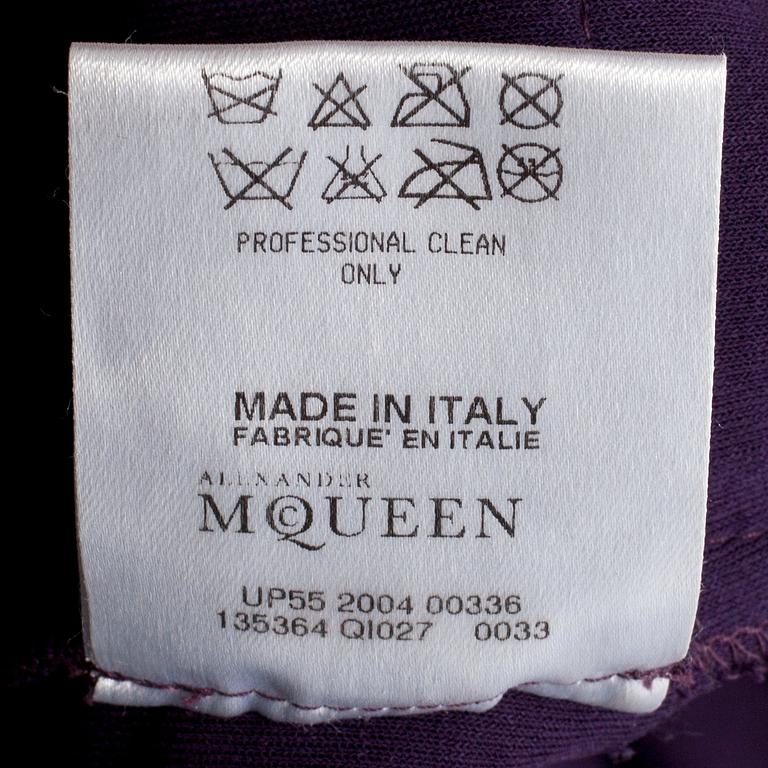 PROFESSIONAL CLEAN
ONLY
MADE IN ITALY
FABRIQUE' EN ITALIE
ALEXANDER
McQUEEN
UP55 2004 00336
135364 QI027 0033